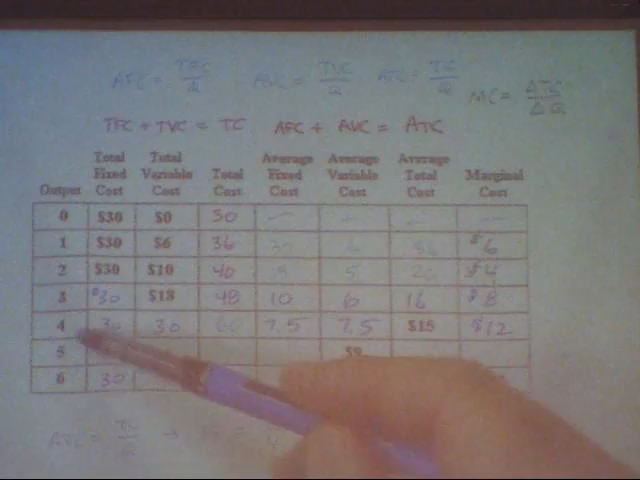 AFC = TFC/Q AVC = TVC/Q ATC = TC/Q MC = ΔTC/ΔQ
TFC + TVC = TC AFC + AVC = ATC
Output Total Fixed Cost Total Variable Cost Total Cost Average Fixed Cost Average Variable Cost Average Total Cost Marginal Cost
0 $30 $0 30 — — — —
1 $30 $6 36 30 6 36 $6
2 $30 $10 40 5 20 $4
3 $30 $18 48 10 6 16 $8
4 30 30 60 7.5 7.5 $15 $12
5 $9
6 30
ATC = TC/Q → = 4